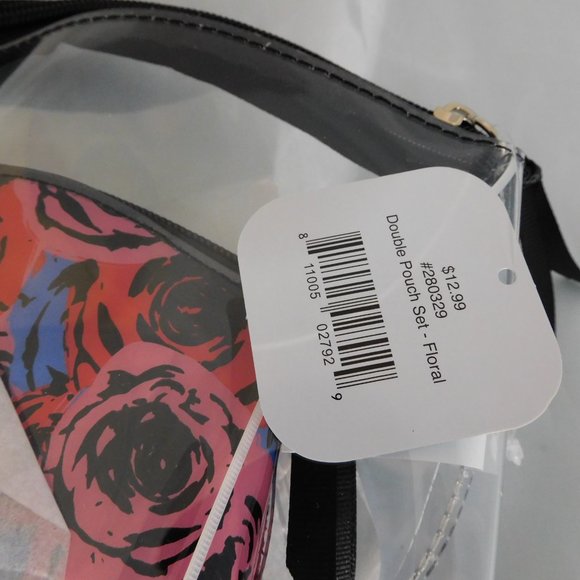 $12.99
#280329
Double Pouch Set - Floral
8 11005 02792 9